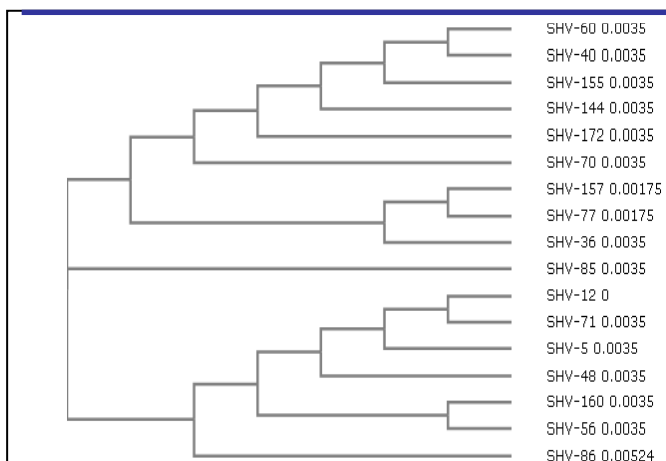 SHV-60 0.0035
SHV-40 0.0035
SHV-155 0.0035
SHV-144 0.0035
SHV-172 0.0035
SHV-70 0.0035
SHV-157 0.00175
SHV-77 0.00175
SHV-36 0.0035
SHV-85 0.0035
SHV-12 0
SHV-71 0.0035
SHV-5 0.0035
SHV-48 0.0035
SHV-160 0.0035
SHV-56 0.0035
SHV-86 0.00524